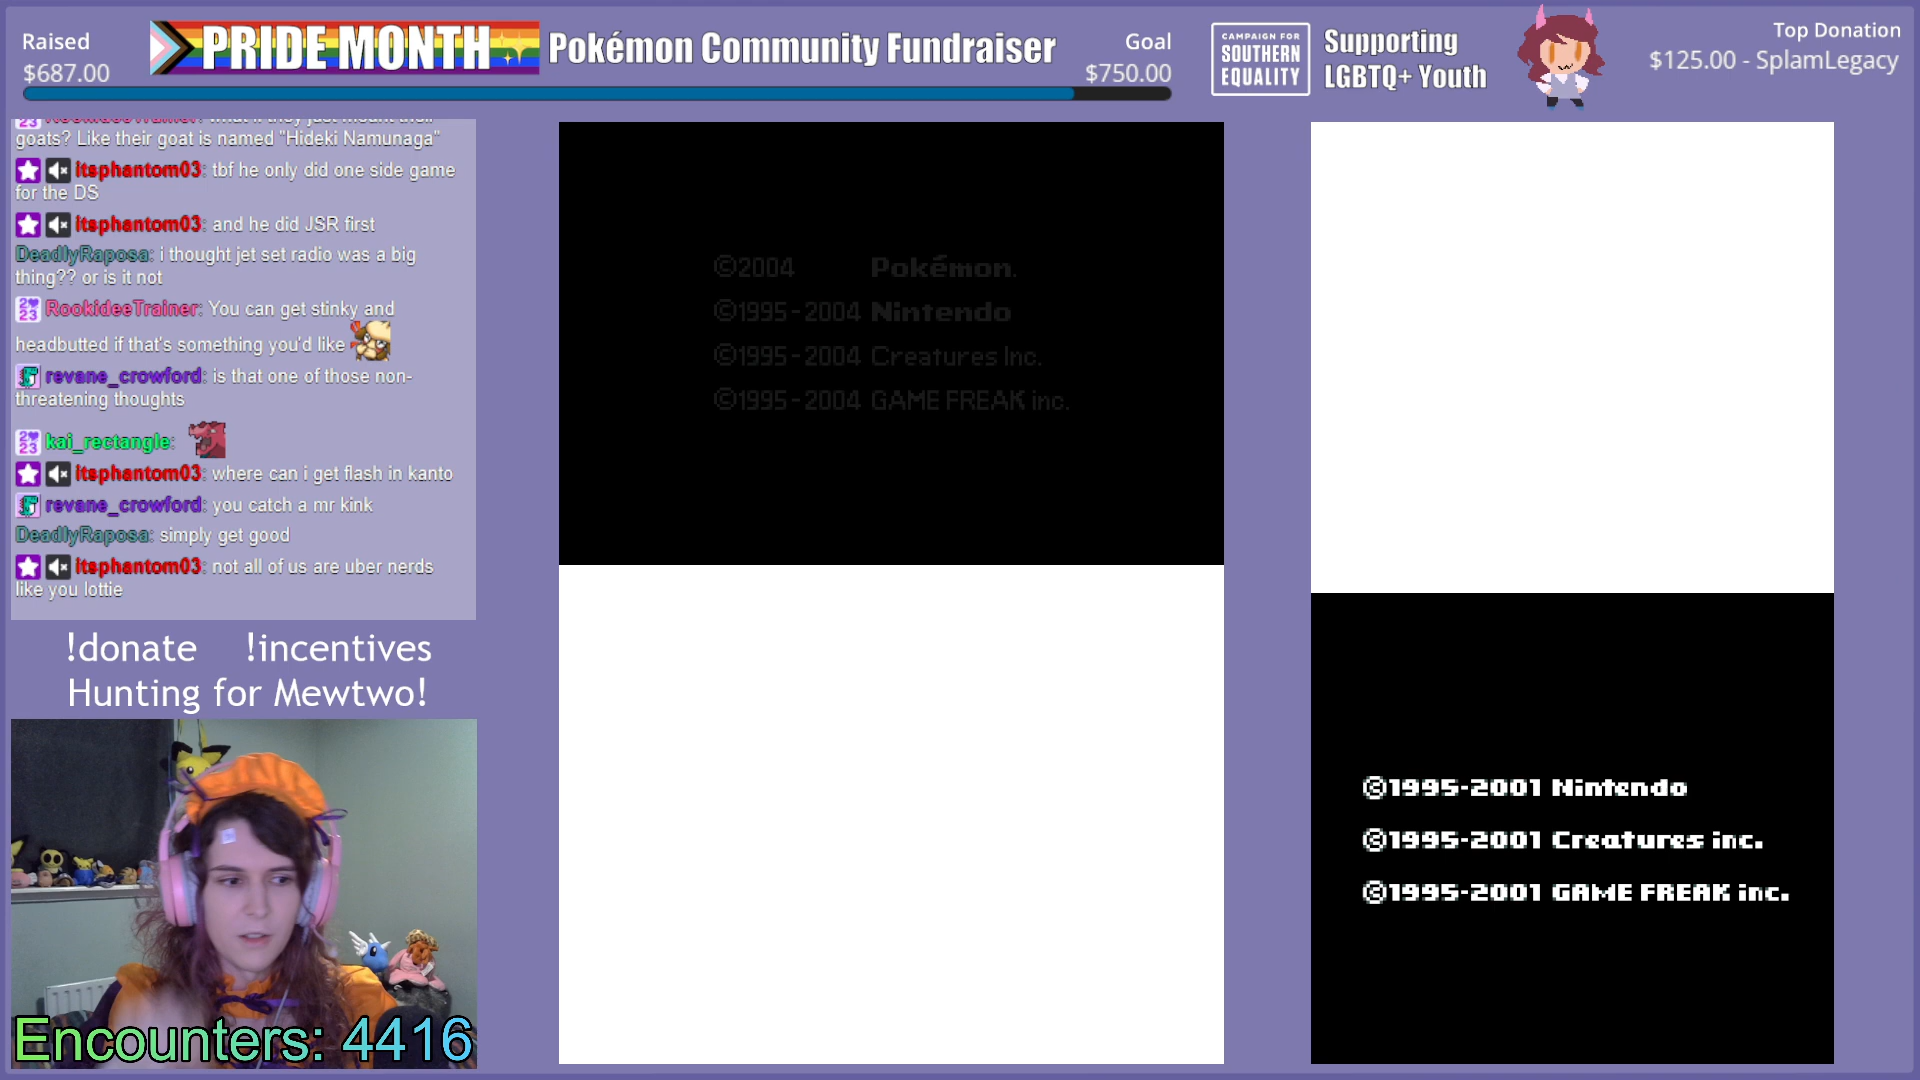 Raised
$687.00
PRIDE MONTH
Pokémon Community Fundraiser
Goal
$750.00
CAMPAIGN FOR
SOUTHERN
EQUALITY
Supporting
LGBTQ+ Youth
Top Donation
$125.00 - SplamLegacy
goats? Like their goat is named "Hideki Namunaga"
itsphantom03: tbf he only did one side game
for the DS
itsphantom03: and he did JSR first
DeadlyRaposa: i thought jet set radio was a big
thing?? or is it not
RookideeTrainer: You can get stinky and
headbutted if that's something you'd like
revane_crowford: is that one of those non-
threatening thoughts
kai_rectangle:
itsphantom03: where can i get flash in kanto
revane_crowford: you catch a mr kink
DeadlyRaposa: simply get good
itsphantom03: not all of us are uber nerds
like you lottie
!donate !incentives
Hunting for Mewtwo!
Encounters: 4416
©2004 Pokémon.
©1995-2004 Nintendo
©1995-2004 Creatures Inc.
©1995-2004 GAME FREAK inc.
©1995-2001 Nintendo
©1995-2001 Creatures inc.
©1995-2001 GAME FREAK inc.